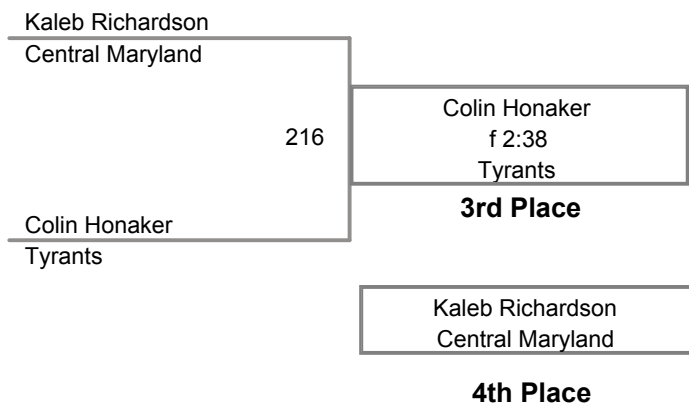 Kaleb Richardson
Central Maryland
216
Colin Honaker
f 2:38
Tyrants
3rd Place
Colin Honaker
Tyrants
Kaleb Richardson
Central Maryland
4th Place